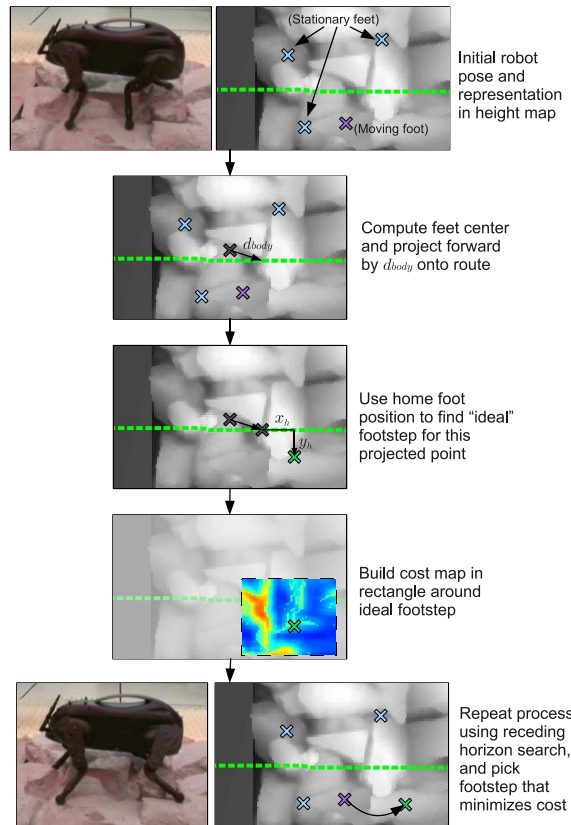 (Stationary feet)
(Moving foot)
Initial robot
pose and
representation
in height map
d_body
Compute feet center
and project forward
by d_body onto route
x_h
y_h
Use home foot
position to find “ideal”
footstep for this
projected point
Build cost map in
rectangle around
ideal footstep
Repeat process
using receding
horizon search,
and pick
footstep that
minimizes cost